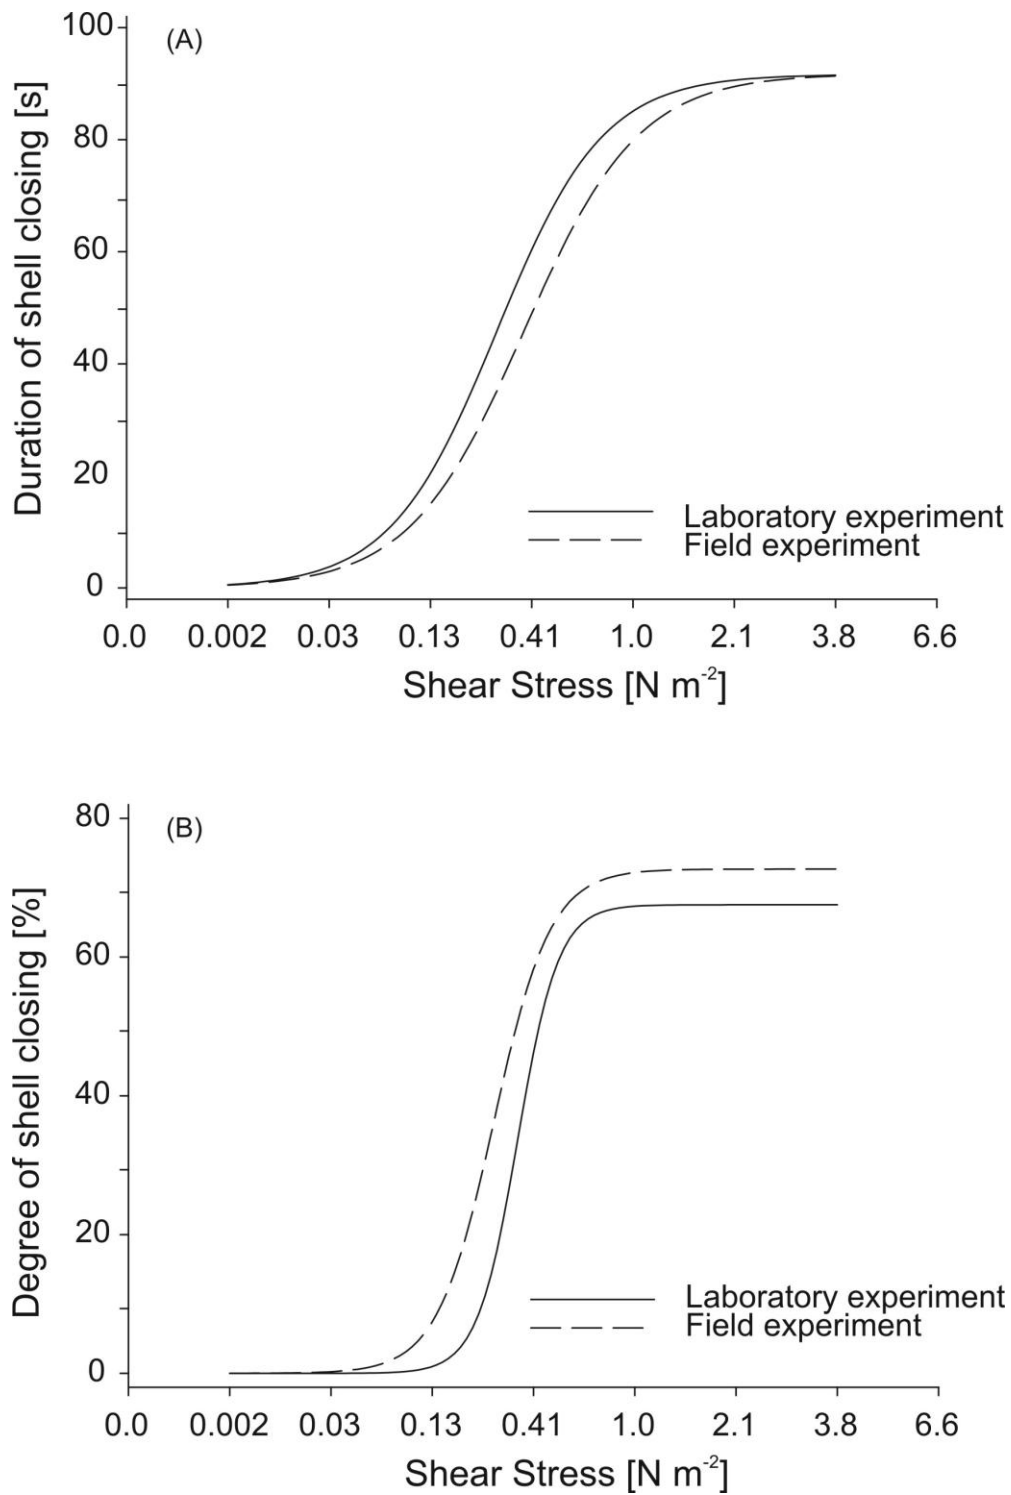 (A)
Duration of shell closing [s]
100
80
60
40
20
0
Laboratory experiment
Field experiment
0.0 0.002 0.03 0.13 0.41 1.0 2.1 3.8 6.6
Shear Stress [N m⁻²]
(B)
Degree of shell closing [%]
80
60
40
20
0
Laboratory experiment
Field experiment
0.0 0.002 0.03 0.13 0.41 1.0 2.1 3.8 6.6
Shear Stress [N m⁻²]